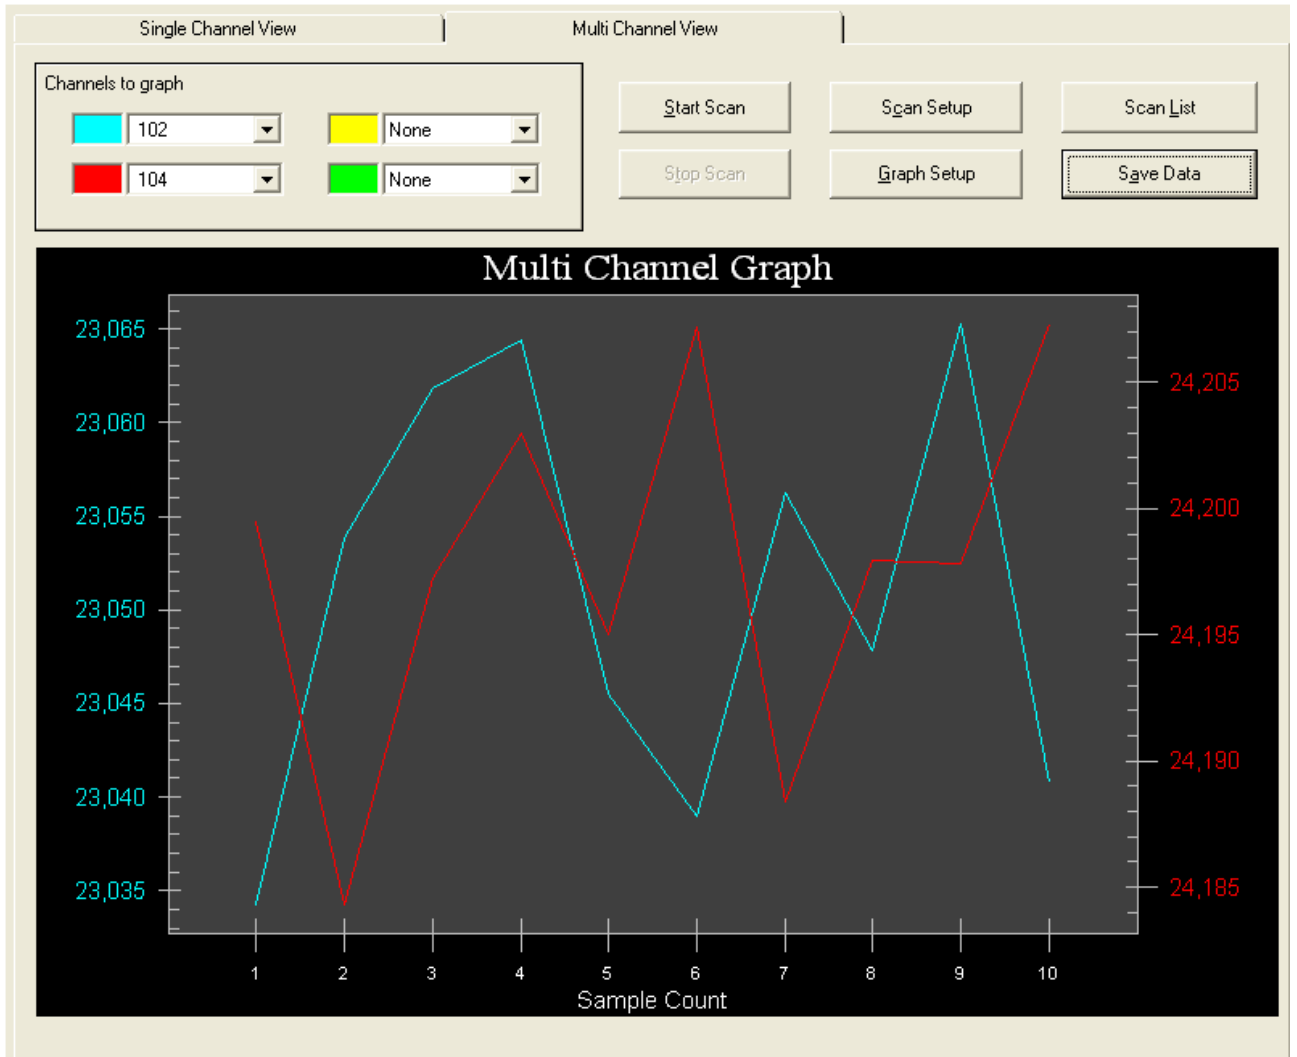 Single Channel View
Multi Channel View
Channels to graph
102
None
104
None
Start Scan
Scan Setup
Scan List
Stop Scan
Graph Setup
Save Data
Multi Channel Graph
23,065
23,060
23,055
23,050
23,045
23,040
23,035
24,205
24,200
24,195
24,190
24,185
1 2 3 4 5 6 7 8 9 10
Sample Count